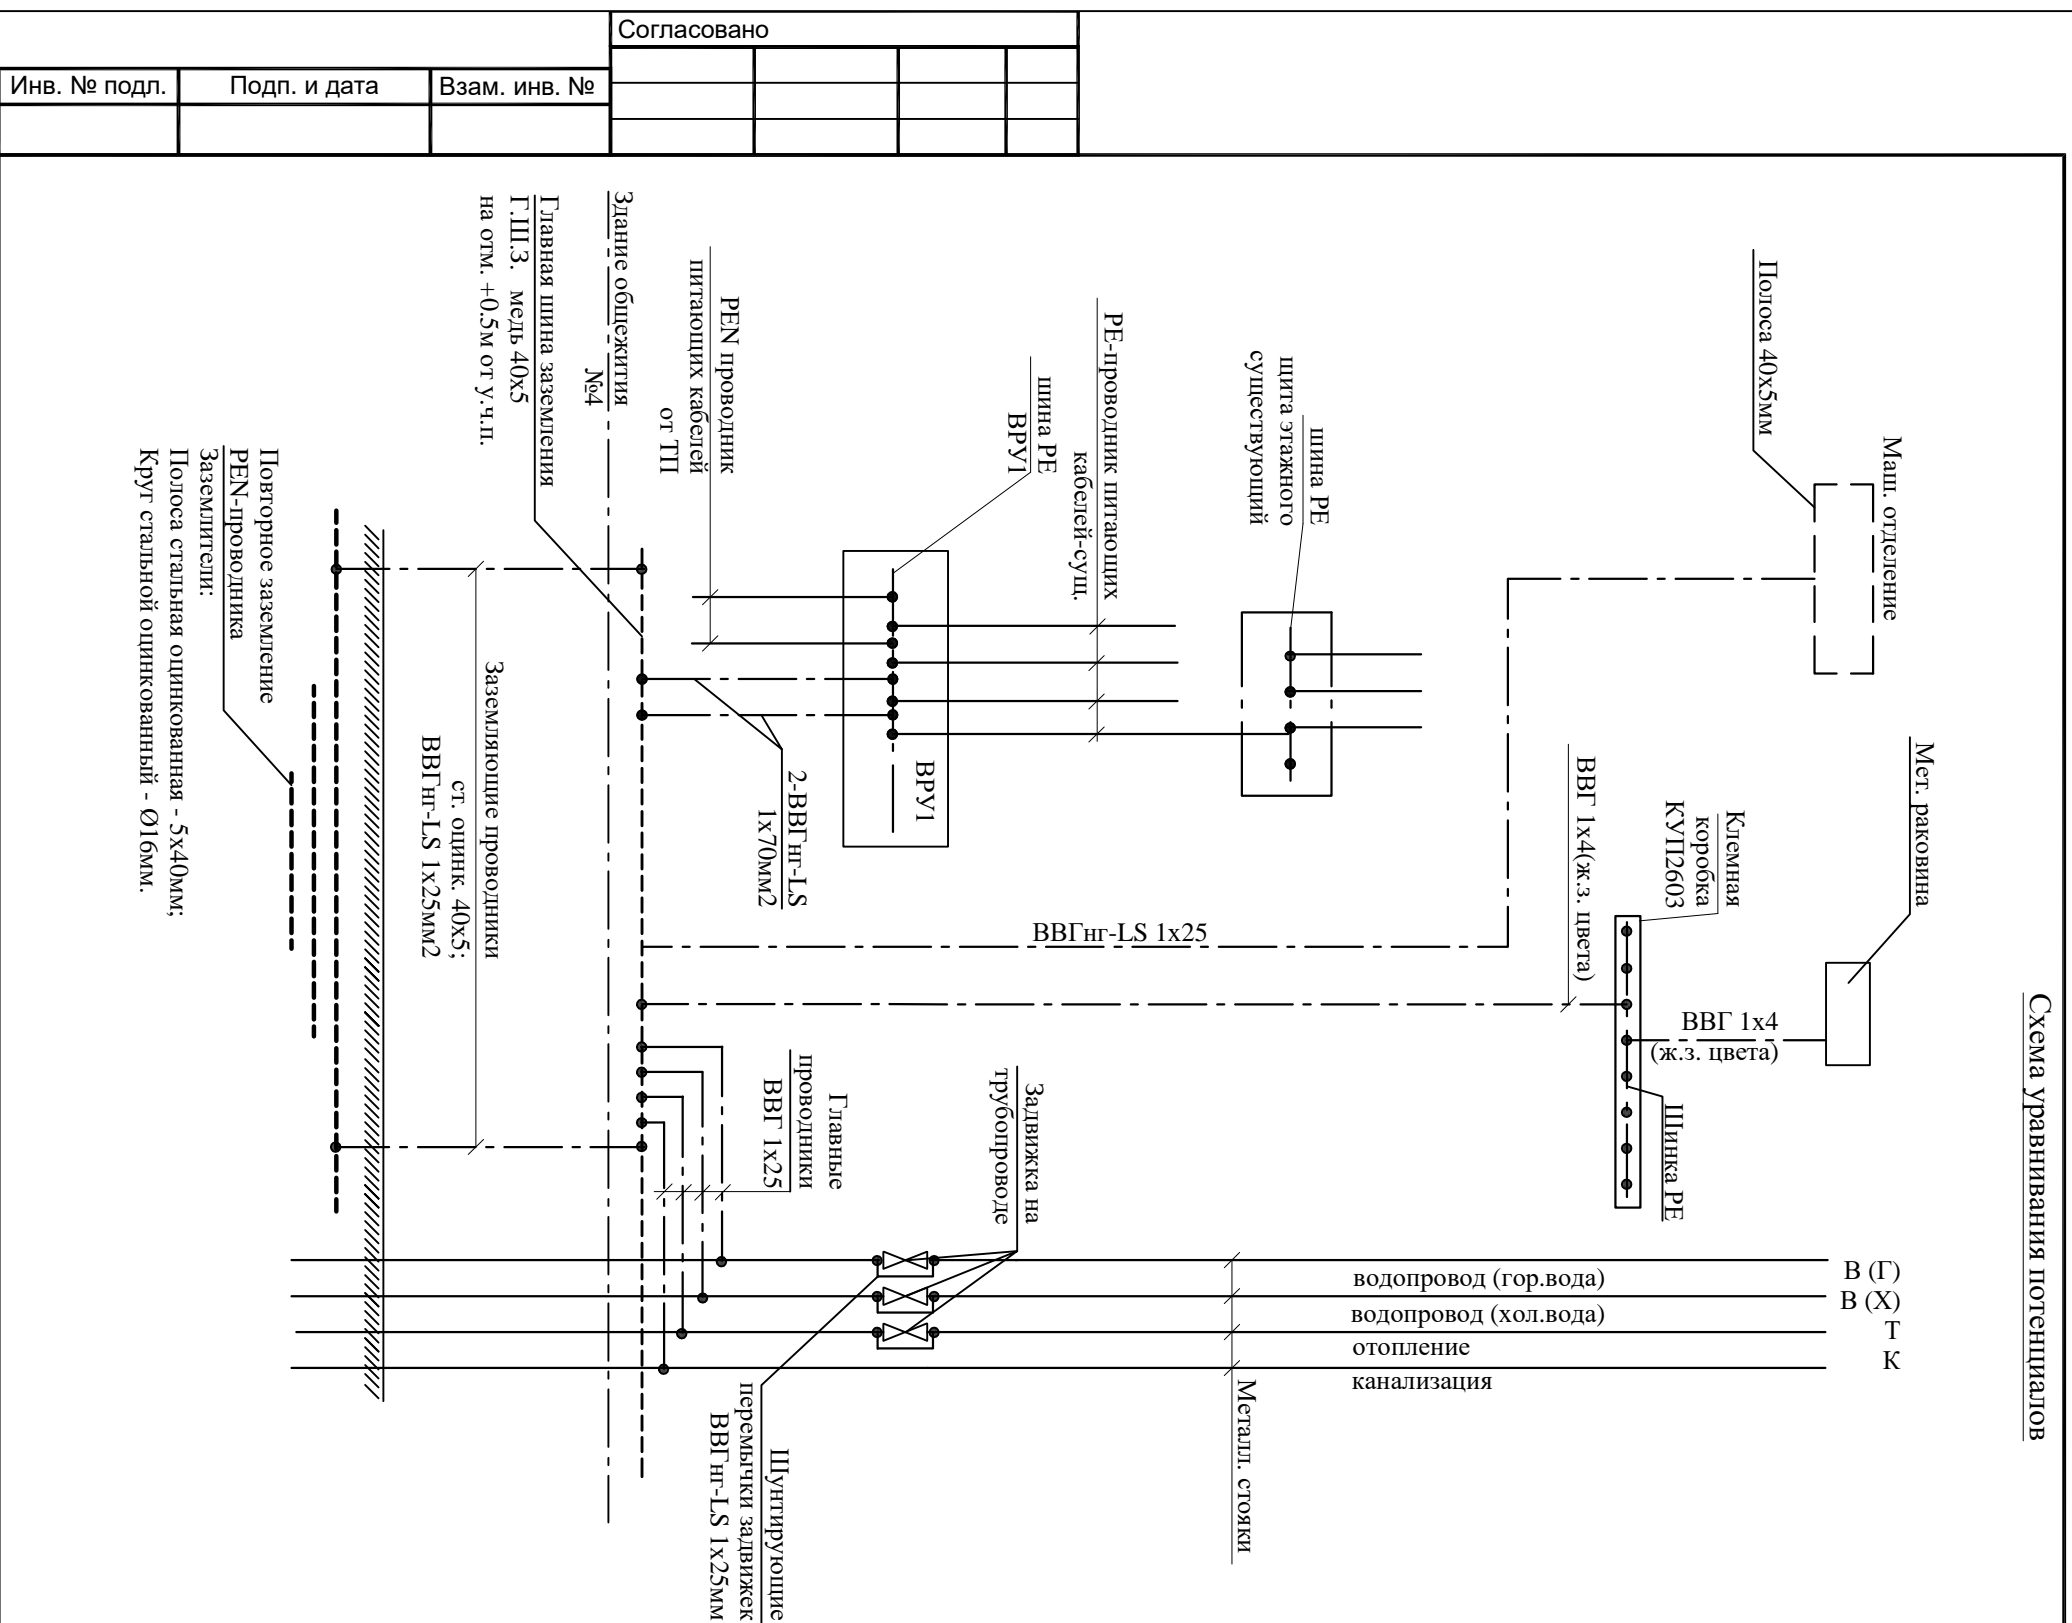 Согласовано
Инв. № подл.
Подп. и дата
Взам. инв. №
Схема уравнивания потенциалов
Маш. отделение
Полоса 40х5мм
Мет. раковина
Клемная
коробка
КУП2603
ВВГ 1х4
(ж.з. цвета)
Шинка PE
ВВГ 1х4(ж.з. цвета)
шина PE
щита этажного
существующий
PE-проводник питающих
кабелей-сущ.
шина PE
ВРУ1
ВРУ1
PEN проводник
питающих кабелей
от ТП
2-ВВГнг-LS
1х70мм2
ВВГнг-LS 1х25
Здание общежития
№4
Главная шина заземления
Г.Ш.З. медь 40х5
на отм. +0.5м от у.ч.п.
Заземляющие проводники
ст. оцинк. 40х5;
ВВГнг-LS 1х25мм2
Повторное заземление
PEN-проводника
Заземлители:
Полоса стальная оцинкованная - 5х40мм;
Круг стальной оцинкованный - Ø16мм.
Главные
проводники
ВВГ 1х25
Задвижка на
трубопроводе
В (Г)
водопровод (гор.вода)
В (Х)
водопровод (хол.вода)
Т
отопление
К
канализация
Металл. стояки
Шунтирующие
перемычки задвижек
ВВГнг-LS 1х25мм